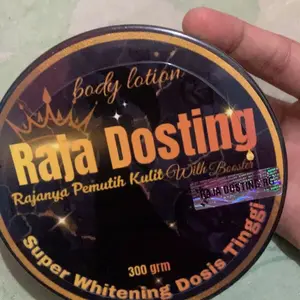 body lotion
Raja Dosting
Rajanya Pemutih Kulit With Booster
RAJA DOSTING
300 grm
Super Whitening Dosis Tinggi